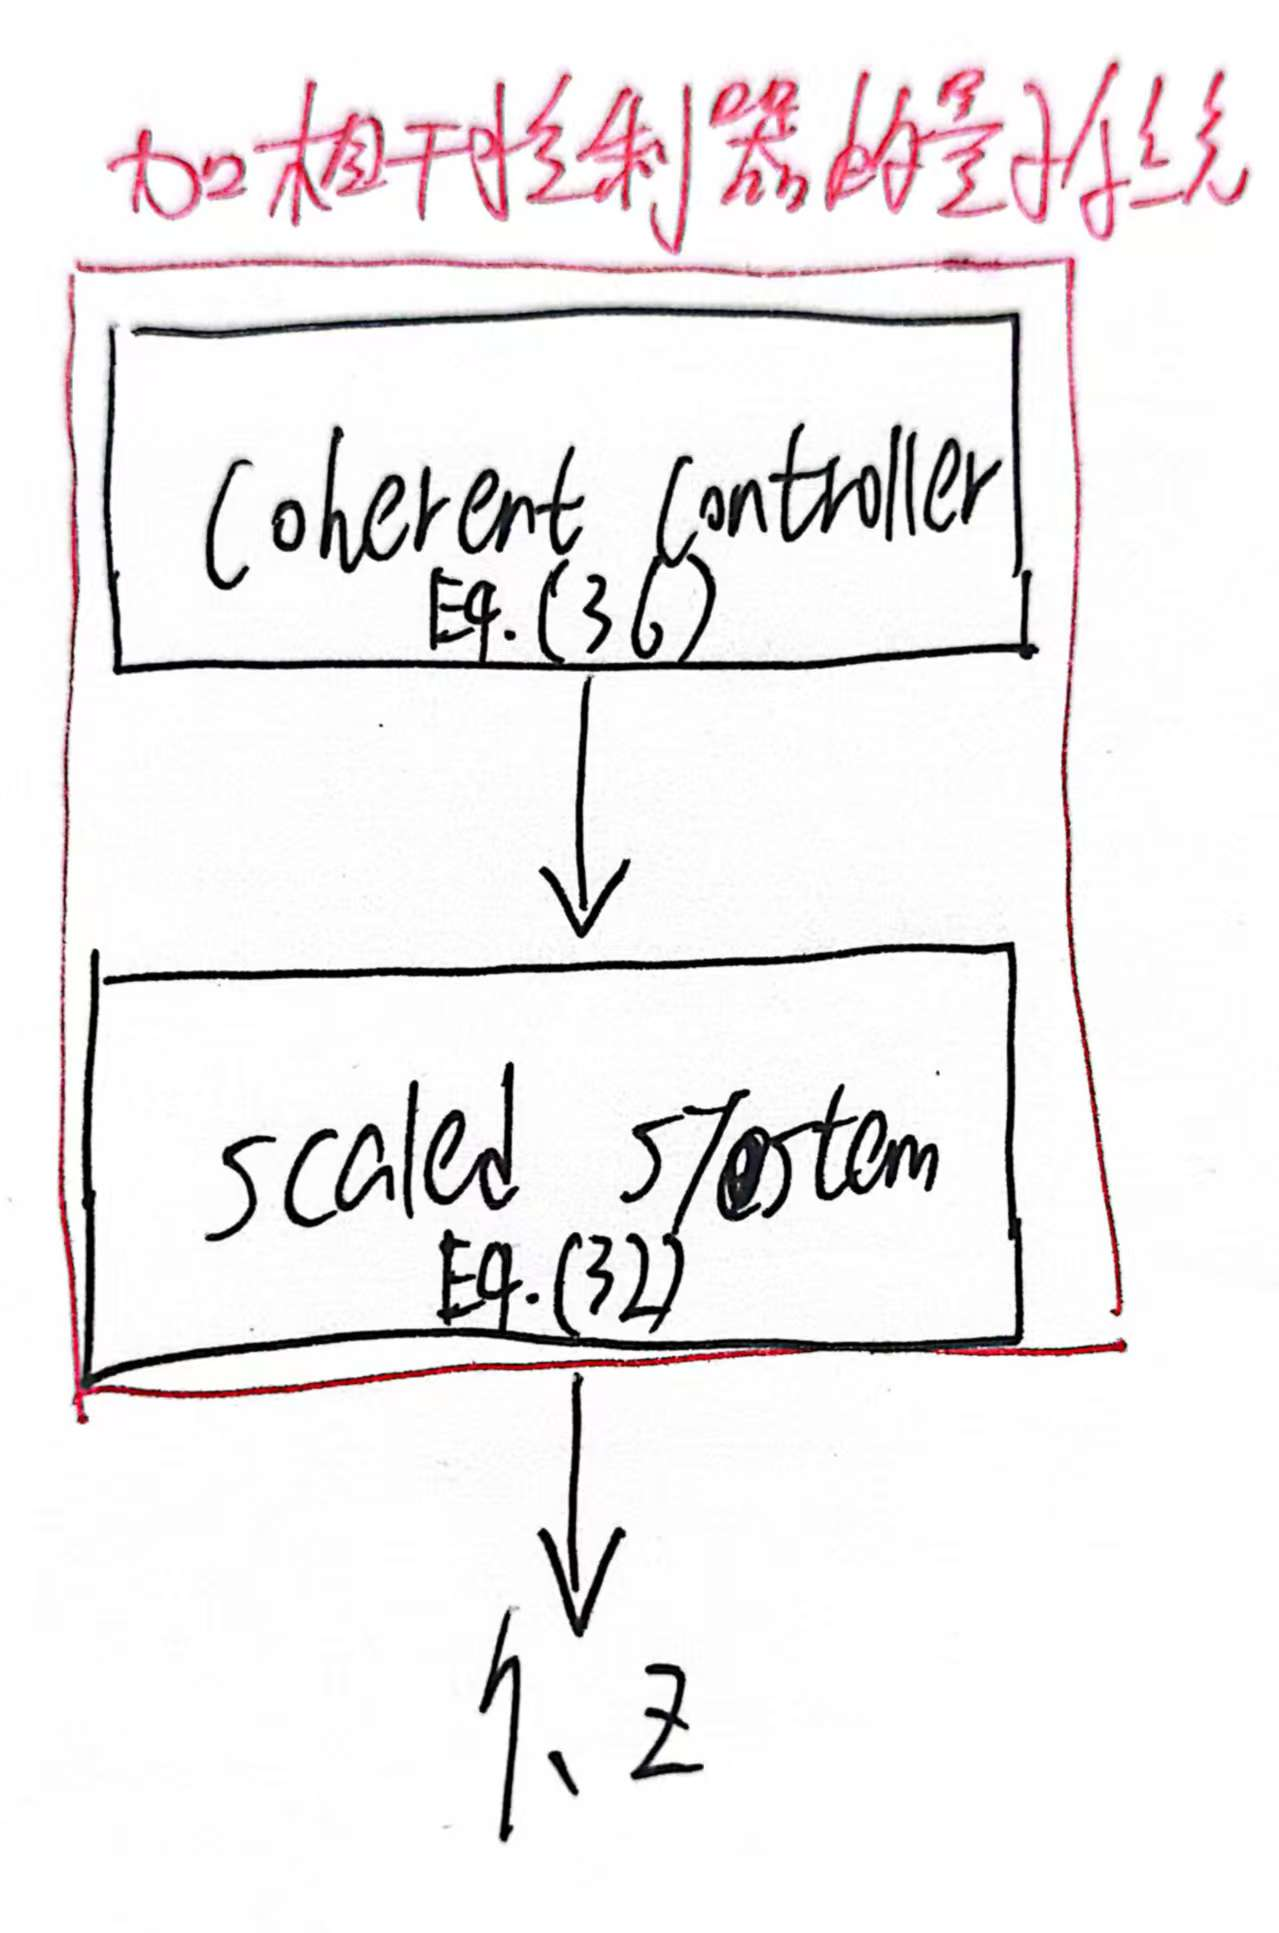 加相干控制器的量子系统
Coherent Controller
Eq.(36)
Scaled system
Eq.(32)
η、z